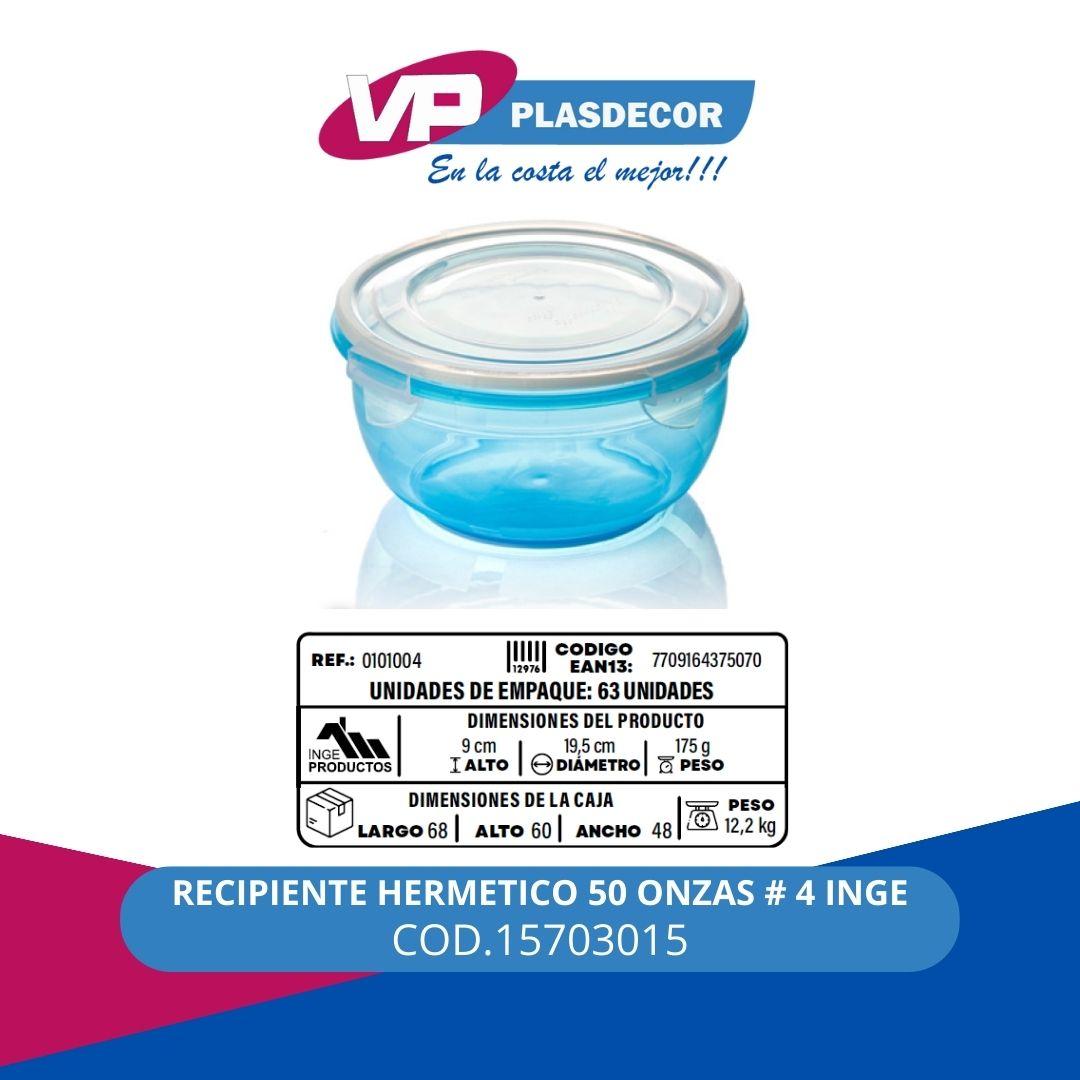 VP PLASDECOR
En la costa el mejor!!!
REF.: 0101004
12976
CODIGO
EAN13: 7709164375070
UNIDADES DE EMPAQUE: 63 UNIDADES
INGE
PRODUCTOS
DIMENSIONES DEL PRODUCTO
9 cm 19,5 cm 175 g
ALTO DIÁMETRO PESO
DIMENSIONES DE LA CAJA
LARGO 68 ALTO 60 ANCHO 48
PESO
12,2 kg
RECIPIENTE HERMETICO 50 ONZAS # 4 INGE
COD.15703015